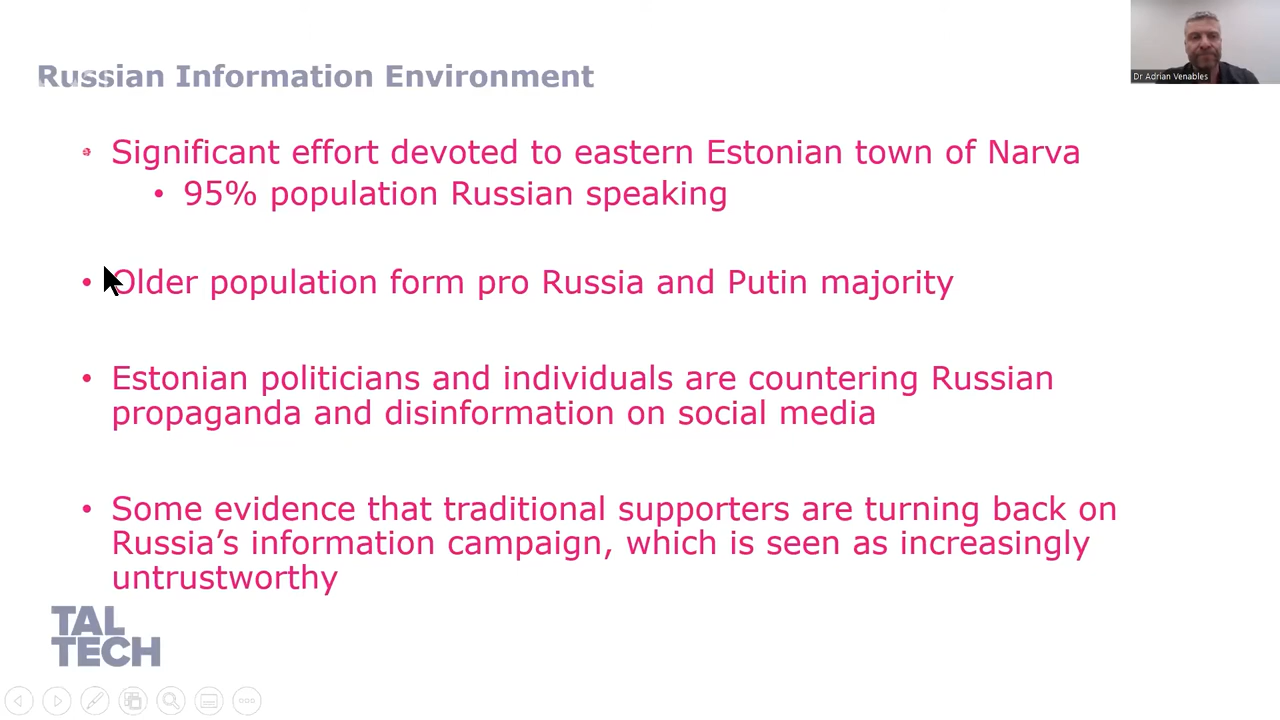 Dr Adrian Venables
Russian Information Environment
• Significant effort devoted to eastern Estonian town of Narva
• 95% population Russian speaking
• Older population form pro Russia and Putin majority
• Estonian politicians and individuals are countering Russian
propaganda and disinformation on social media
• Some evidence that traditional supporters are turning back on
Russia’s information campaign, which is seen as increasingly
untrustworthy
TAL
TECH